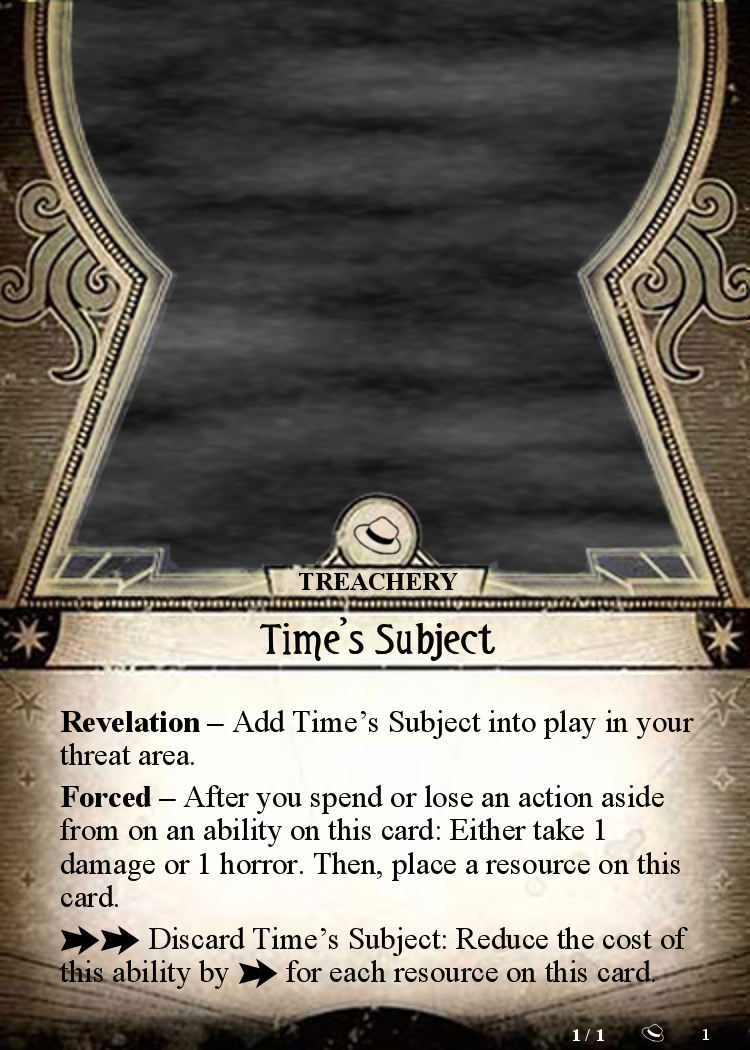 TREACHERY
Time's Subject
Revelation – Add Time's Subject into play in your
threat area.
Forced – After you spend or lose an action aside
from on an ability on this card: Either take 1
damage or 1 horror. Then, place a resource on this
card.
Discard Time's Subject: Reduce the cost of
this ability by for each resource on this card.
1 / 1 1